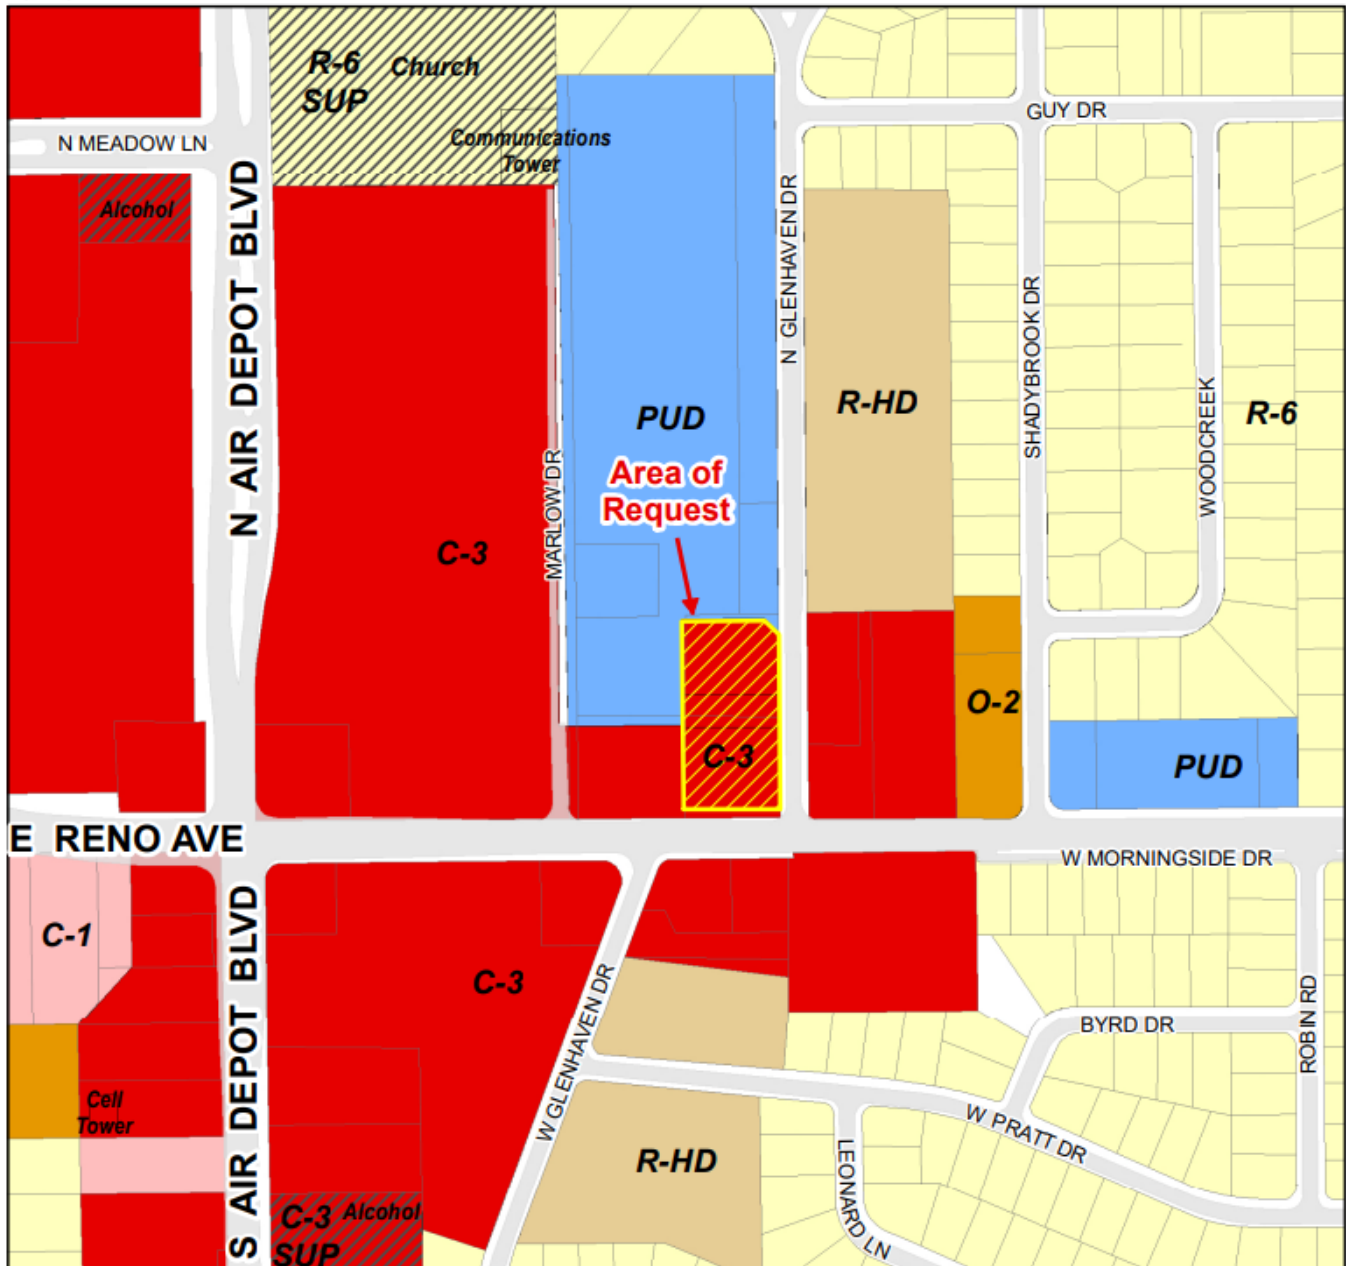 R-6
SUP
Church
Communications
Tower
GUY DR
N MEADOW LN
Alcohol
N AIR DEPOT BLVD
N GLENHAVEN DR
SHADYBROOK DR
WOODCREEK
R-HD
R-6
PUD
Area of
Request
MARLOW DR
C-3
O-2
C-3
PUD
E RENO AVE
W MORNINGSIDE DR
C-1
C-3
S AIR DEPOT BLVD
W GLENHAVEN DR
BYRD DR
ROBIN RD
Cell
Tower
W PRATT DR
R-HD
LEONARD LN
C-3
SUP
Alcohol